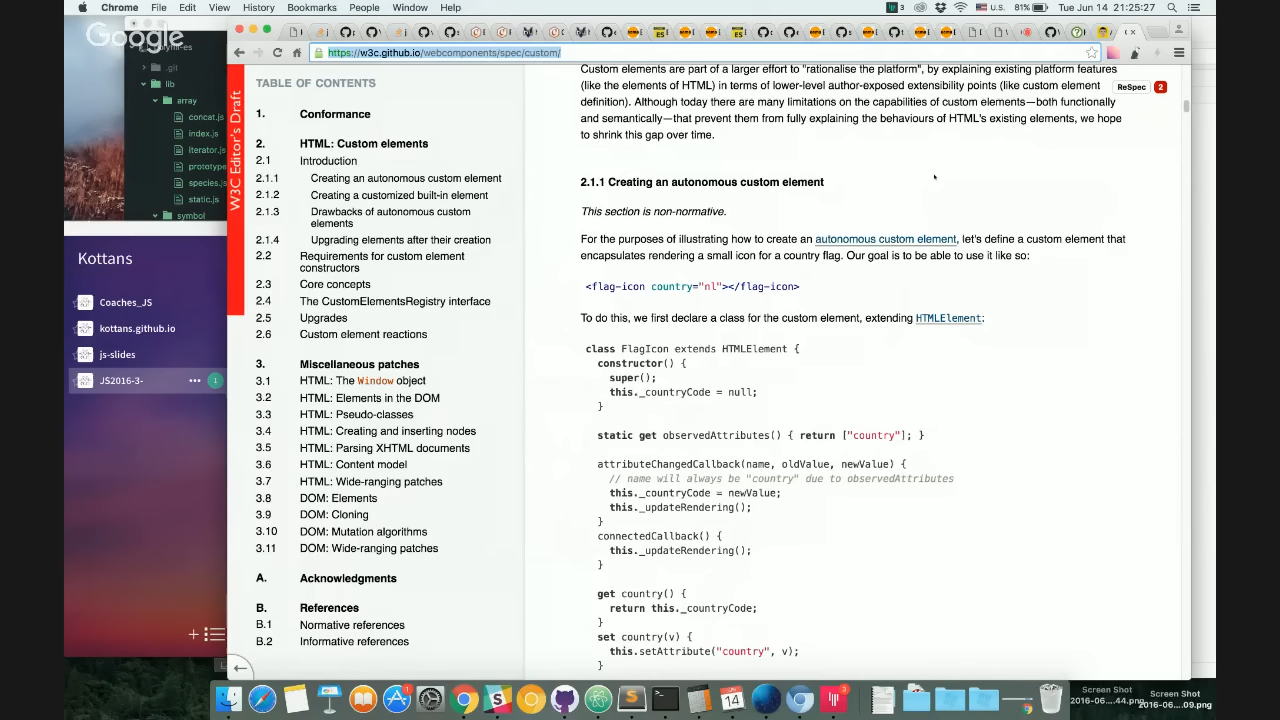 Chrome File Edit View History Bookmarks People Window Help
3 U.S. 81% Tue Jun 14 21:25:27
Google
https://w3c.github.io/webcomponents/spec/custom/
.git
lib
array
concat.js
index.js
iterator.js
prototype
species.js
static.js
symbol
Kottans
Coaches_JS
kottans.github.io
js-slides
JS2016-3- ••• 1
W3C Editor's Draft
TABLE OF CONTENTS
1. Conformance
2. HTML: Custom elements
2.1 Introduction
2.1.1 Creating an autonomous custom element
2.1.2 Creating a customized built-in element
2.1.3 Drawbacks of autonomous custom
elements
2.1.4 Upgrading elements after their creation
2.2 Requirements for custom element
constructors
2.3 Core concepts
2.4 The CustomElementsRegistry interface
2.5 Upgrades
2.6 Custom element reactions
3. Miscellaneous patches
3.1 HTML: The Window object
3.2 HTML: Elements in the DOM
3.3 HTML: Pseudo-classes
3.4 HTML: Creating and inserting nodes
3.5 HTML: Parsing XHTML documents
3.6 HTML: Content model
3.7 HTML: Wide-ranging patches
3.8 DOM: Elements
3.9 DOM: Cloning
3.10 DOM: Mutation algorithms
3.11 DOM: Wide-ranging patches
A. Acknowledgments
B. References
B.1 Normative references
B.2 Informative references
Custom elements are part of a larger effort to "rationalise the platform", by explaining existing platform features
(like the elements of HTML) in terms of lower-level author-exposed extensibility points (like custom element
definition). Although today there are many limitations on the capabilities of custom elements—both functionally
and semantically—that prevent them from fully explaining the behaviours of HTML's existing elements, we hope
to shrink this gap over time.
ReSpec 2
2.1.1 Creating an autonomous custom element
This section is non-normative.
For the purposes of illustrating how to create an autonomous custom element, let's define a custom element that
encapsulates rendering a small icon for a country flag. Our goal is to be able to use it like so:
<flag-icon country="nl"></flag-icon>
To do this, we first declare a class for the custom element, extending HTMLElement:
class FlagIcon extends HTMLElement {
constructor() {
super();
this._countryCode = null;
}
static get observedAttributes() { return ["country"]; }
attributeChangedCallback(name, oldValue, newValue) {
// name will always be "country" due to observedAttributes
this._countryCode = newValue;
this._updateRendering();
}
connectedCallback() {
this._updateRendering();
}
get country() {
return this._countryCode;
}
set country(v) {
this.setAttribute("country", v);
}
Screen Shot
2016-06....44.png
Screen Shot
2016-06....09.png